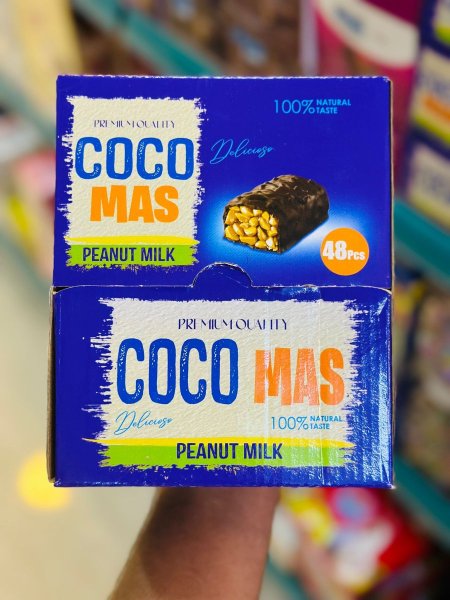 PREMIUM QUALITY
COCO
MAS
PEANUT MILK
Delicioso
100% NATURAL TASTE
48Pcs
PREMIUM QUALITY
COCO MAS
Delicioso
100% NATURAL TASTE
PEANUT MILK